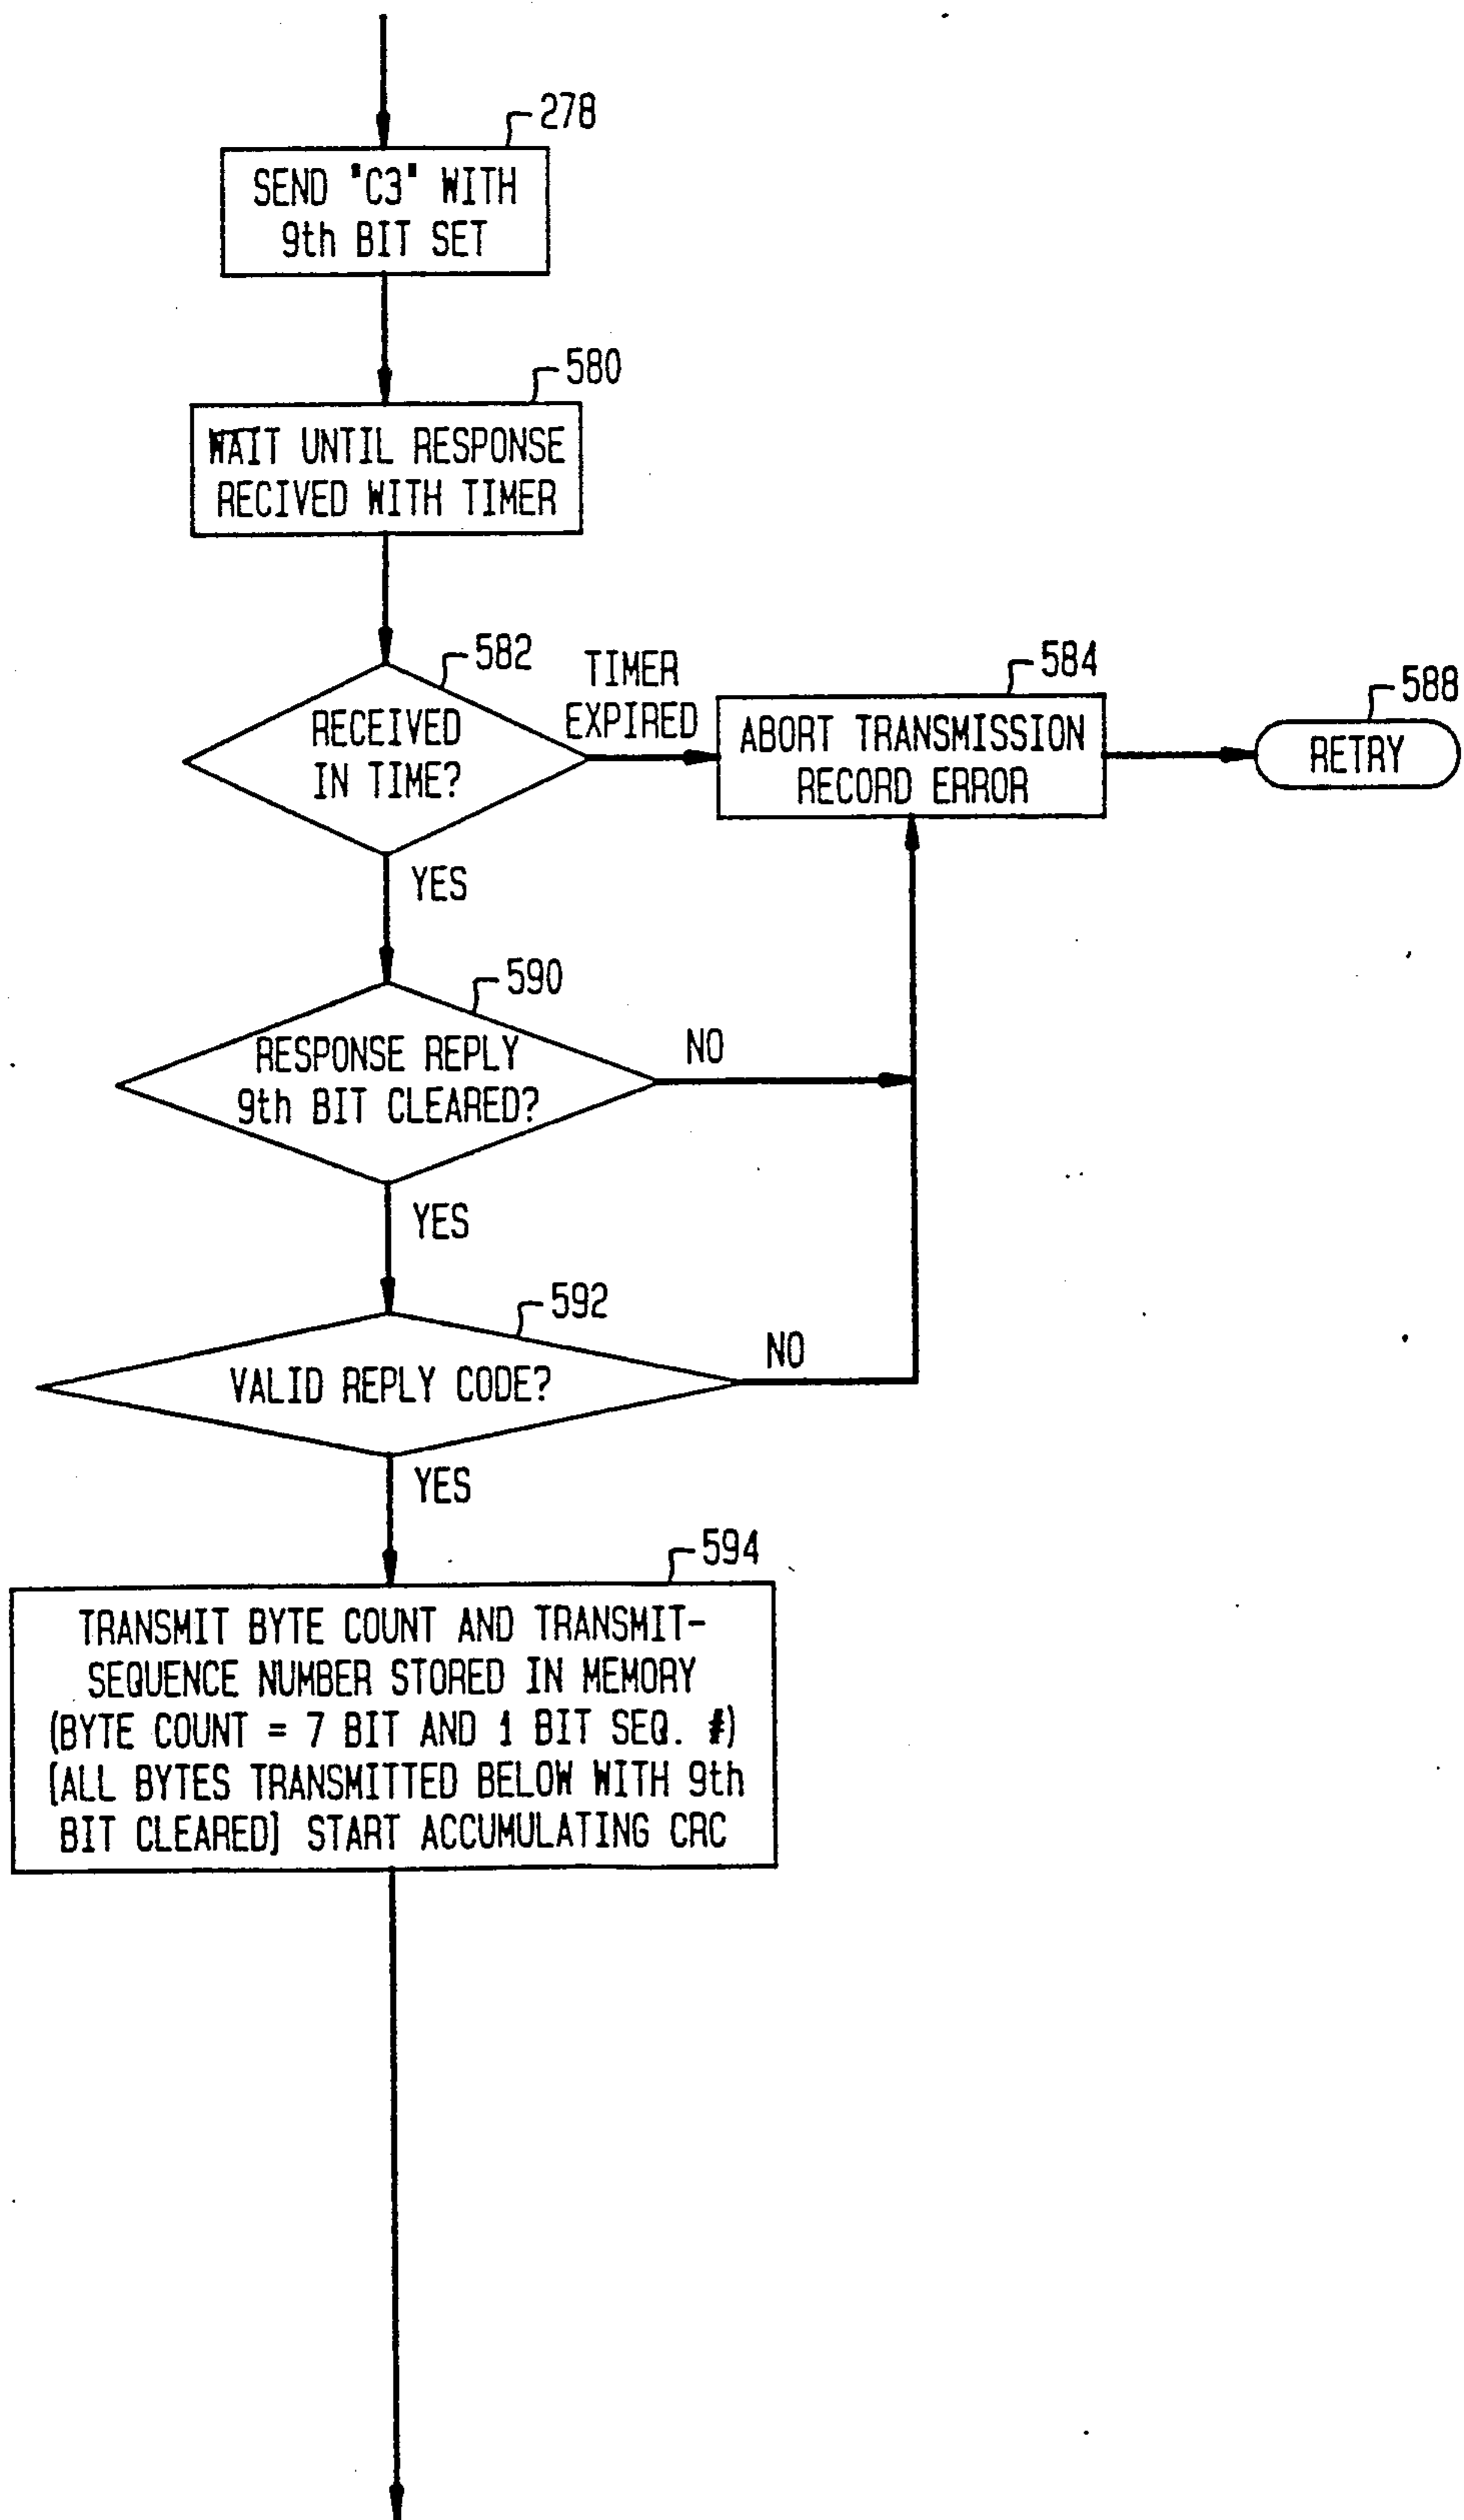 278
SEND "C3" WITH
9th BIT SET
580
WAIT UNTIL RESPONSE
RECIVED WITH TIMER
582
RECEIVED
IN TIME?
TIMER
EXPIRED
584
ABORT TRANSMISSION
RECORD ERROR
588
RETRY
YES
590
RESPONSE REPLY
9th BIT CLEARED?
NO
YES
592
VALID REPLY CODE?
NO
YES
594
TRANSMIT BYTE COUNT AND TRANSMIT-
SEQUENCE NUMBER STORED IN MEMORY
(BYTE COUNT = 7 BIT AND 1 BIT SEQ. #)
[ALL BYTES TRANSMITTED BELOW WITH 9th
BIT CLEARED] START ACCUMULATING CRC